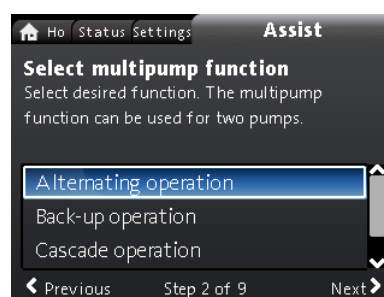 Ho Status Settings Assist
Select multipump function
Select desired function. The multipump
function can be used for two pumps.
Alternating operation
Back-up operation
Cascade operation
Previous Step 2 of 9 Next